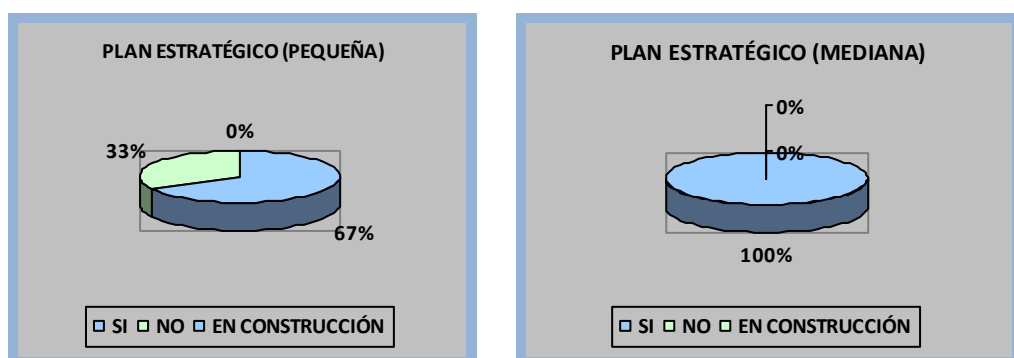 PLAN ESTRATÉGICO (PEQUEÑA)
0%
33%
67%
SI NO EN CONSTRUCCIÓN
PLAN ESTRATÉGICO (MEDIANA)
0%
0%
100%
SI NO EN CONSTRUCCIÓN